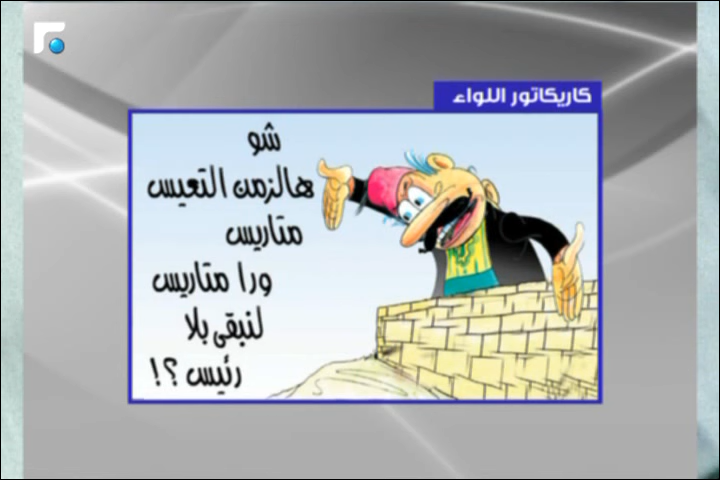 كاريكاتور اللواء
شو
هالزمن التعيس
متاريس
ورا متاريس
لنبقى بلا
رئيس ؟!